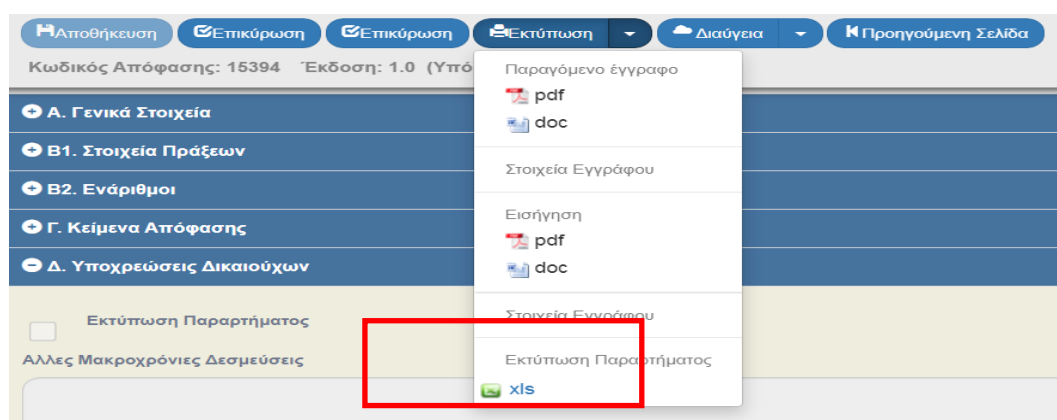 Αποθήκευση Επικύρωση Επικύρωση Εκτύπωση Διαύγεια Προηγούμενη Σελίδα
Κωδικός Απόφασης: 15394 Έκδοση: 1.0 (Υπό
Παραγόμενο έγγραφο
pdf
doc
Στοιχεία Εγγράφου
Εισήγηση
pdf
doc
Στοιχεία Εγγράφου
Εκτύπωση Παραρτήματος
xls
Α. Γενικά Στοιχεία
Β1. Στοιχεία Πράξεων
Β2. Ενάριθμοι
Γ. Κείμενα Απόφασης
Δ. Υποχρεώσεις Δικαιούχων
Εκτύπωση Παραρτήματος
Αλλες Μακροχρόνιες Δεσμεύσεις